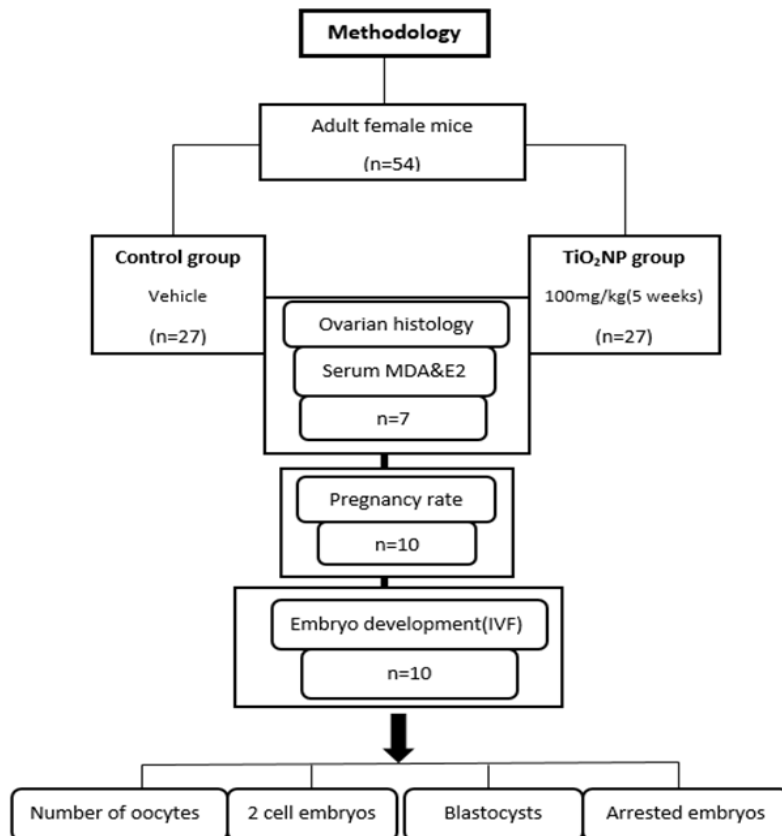 Methodology
Adult female mice
(n=54)
Control group
Vehicle
(n=27)
TiO₂NP group
100mg/kg(5 weeks)
(n=27)
Ovarian histology
Serum MDA&E2
n=7
Pregnancy rate
n=10
Embryo development(IVF)
n=10
Number of oocytes
2 cell embryos
Blastocysts
Arrested embryos